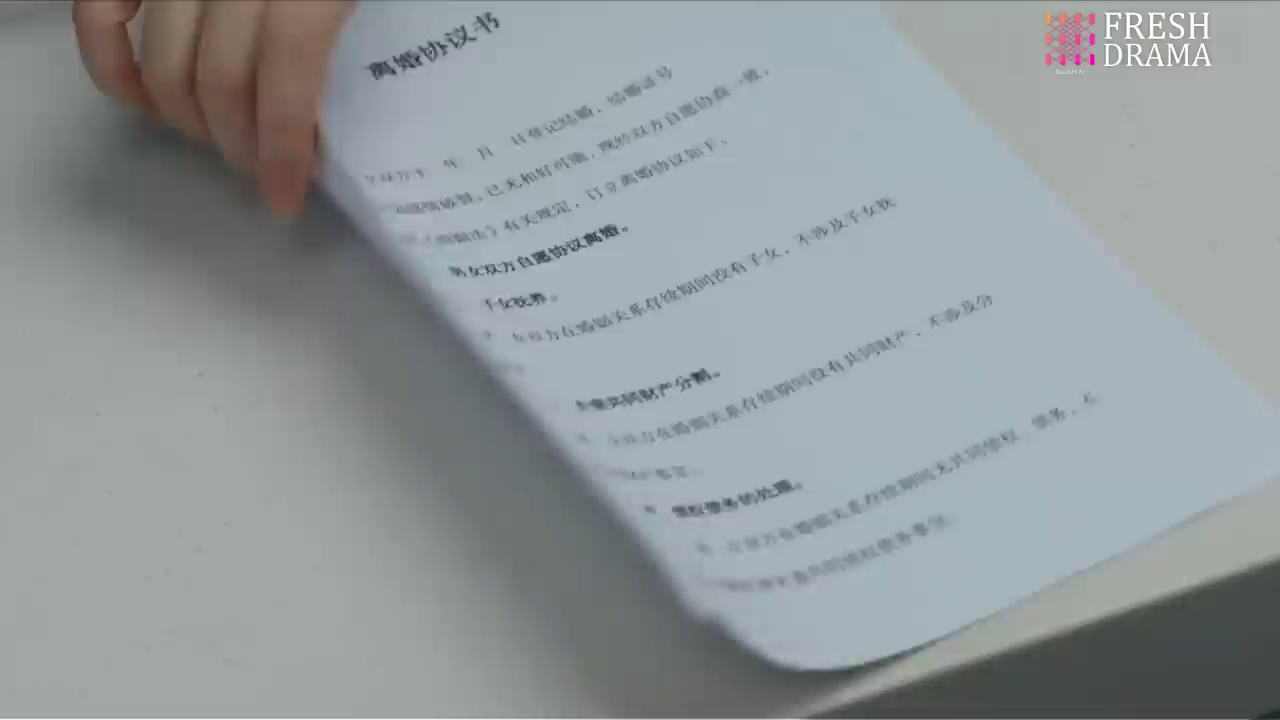 FRESH
DRAMA
离婚协议书
年 月 日登记结婚，结婚证号
已无和好可能，现经双方自愿协商一致，
有关规定，订立离婚协议如下：
男女双方自愿协议离婚。
子女抚养。
女双方在婚姻关系存续期间没有子女，不涉及子女抚
共同财产分割。
双方在婚姻关系存续期间没有共同财产，不涉及分
债权债务的处理。
双方在婚姻关系存续期间无共同债权、债务，不